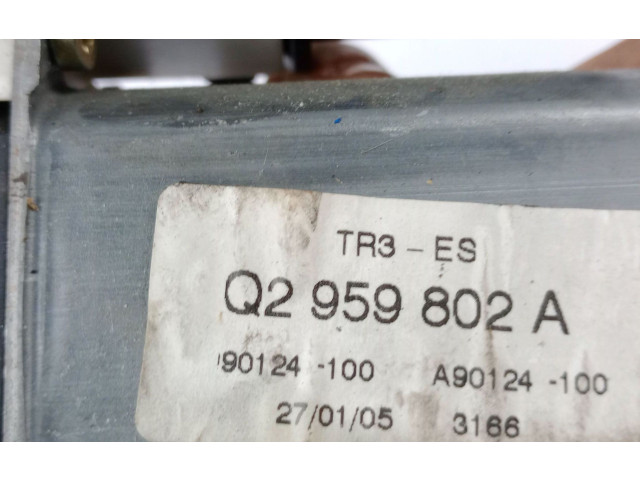 TR3 - ES
Q2 959 802 A
90124 -100 A90124 -100
27/01/05 3166